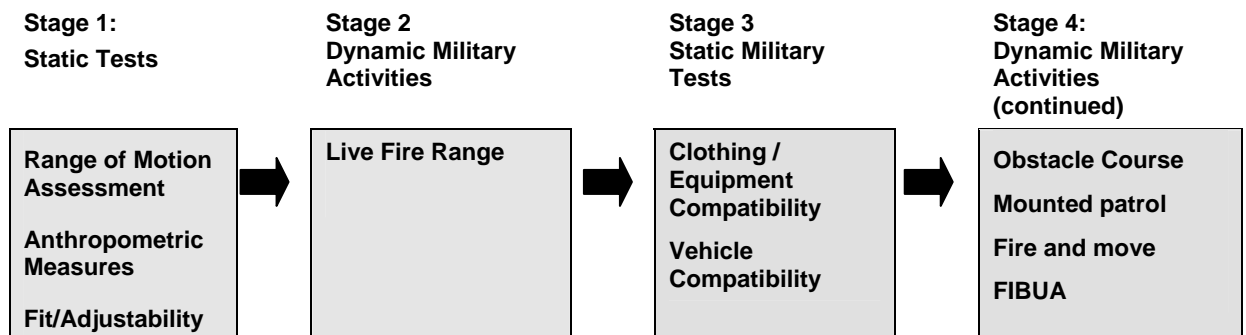 Stage 1:
Static Tests
Range of Motion
Assessment
Anthropometric
Measures
Fit/Adjustability
Stage 2
Dynamic Military
Activities
Live Fire Range
Stage 3
Static Military
Tests
Clothing /
Equipment
Compatibility
Vehicle
Compatibility
Stage 4:
Dynamic Military
Activities
(continued)
Obstacle Course
Mounted patrol
Fire and move
FIBUA